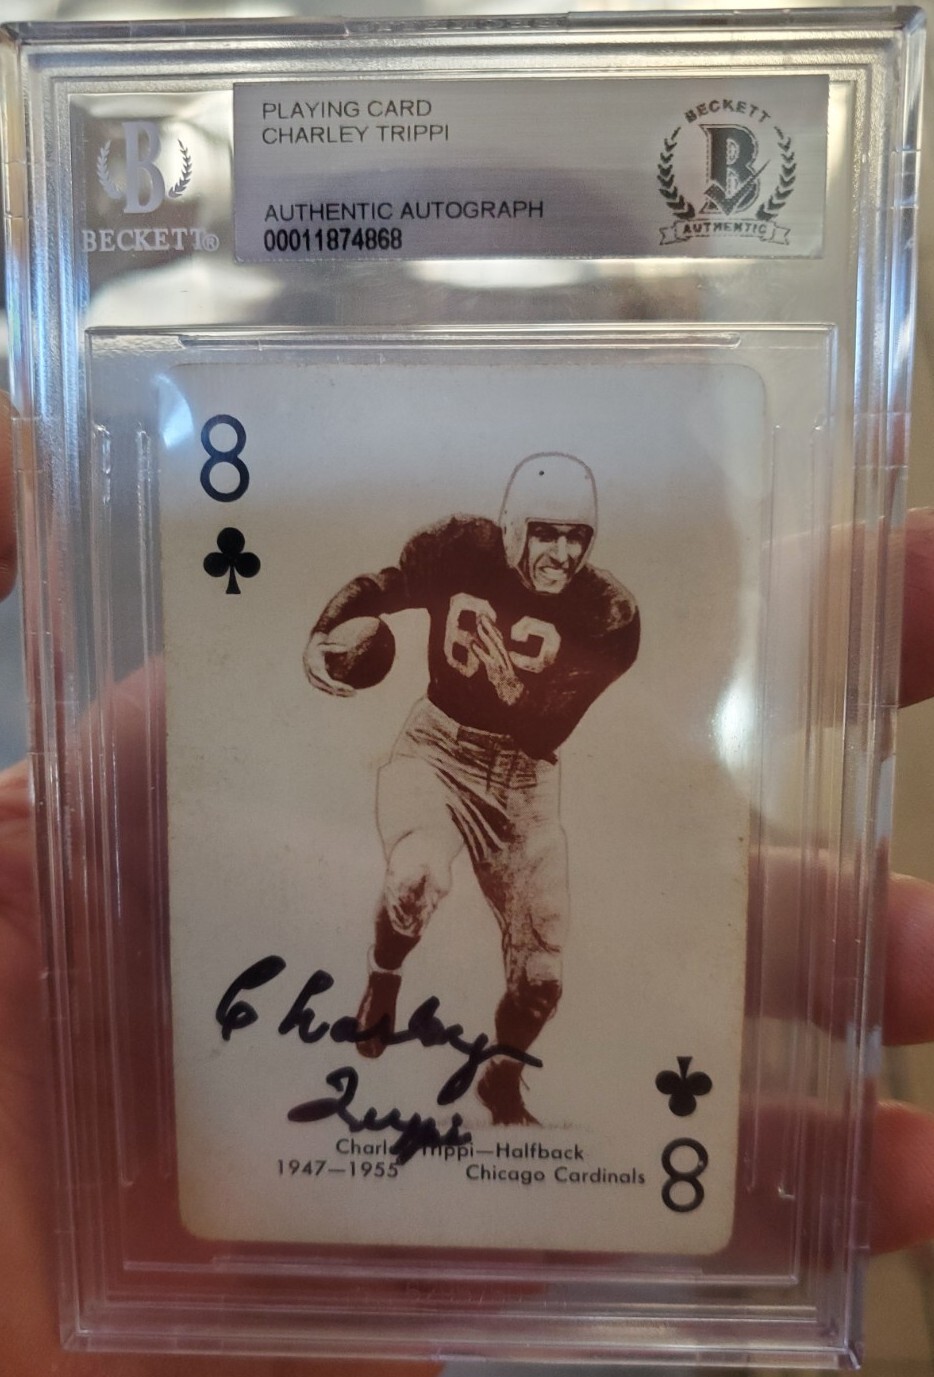 BECKETT®
PLAYING CARD
CHARLEY TRIPPI
AUTHENTIC AUTOGRAPH
00011874868
BECKETT
B
AUTHENTIC
8
62
Charley
Trippi
Charley Trippi—Halfback
1947—1955 Chicago Cardinals
8